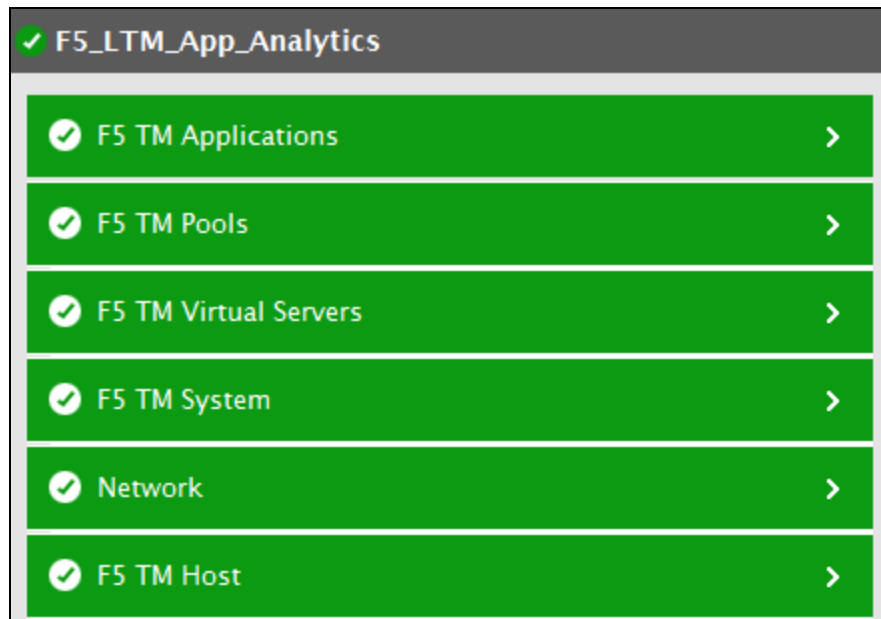 F5_LTM_App_Analytics
F5 TM Applications
F5 TM Pools
F5 TM Virtual Servers
F5 TM System
Network
F5 TM Host